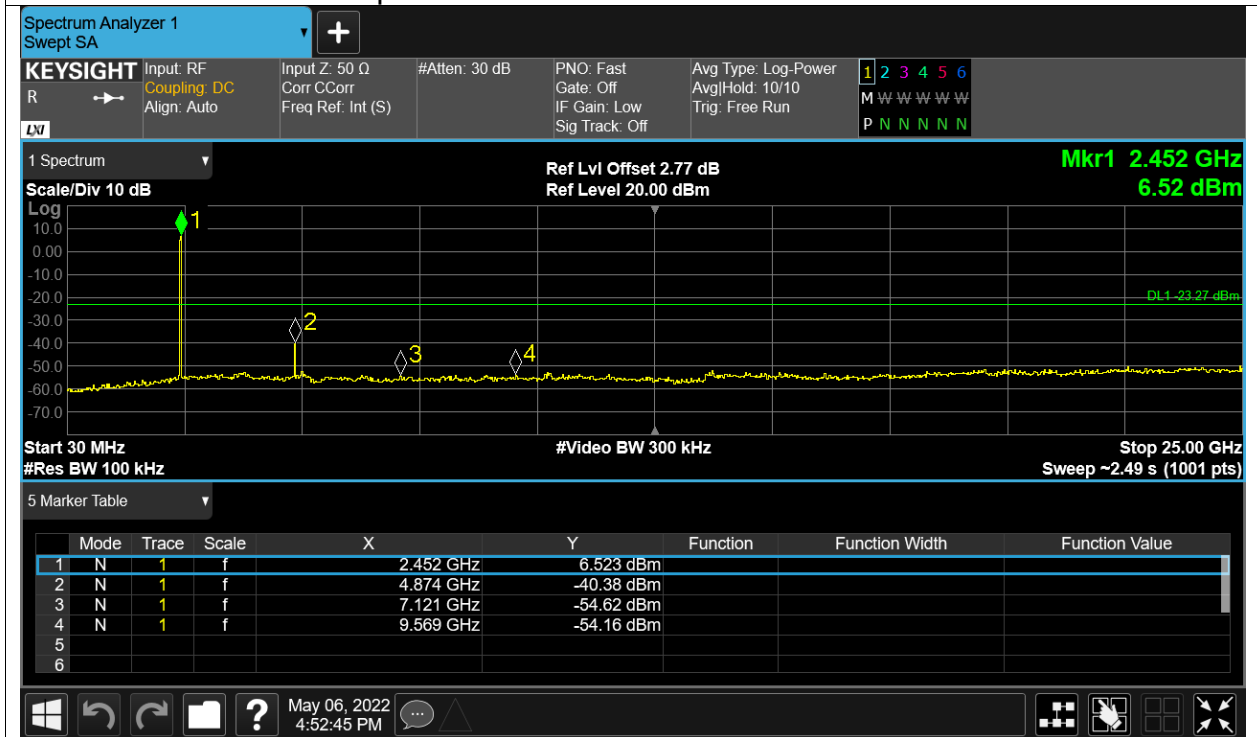 Spectrum Analyzer 1
Swept SA
+
KEYSIGHT Input: RF Input Z: 50 Ω #Atten: 30 dB PNO: Fast Avg Type: Log-Power 1 2 3 4 5 6
R Coupling: DC Corr CCorr Gate: Off Avg|Hold: 10/10 M W W W W W
Align: Auto Freq Ref: Int (S) IF Gain: Low Trig: Free Run P N N N N N
LXI Sig Track: Off
1 Spectrum Ref Lvl Offset 2.77 dB Mkr1 2.452 GHz
Scale/Div 10 dB Ref Level 20.00 dBm 6.52 dBm
Log
1
10.0
0.00
-10.0
-20.0 DL1 -23.27 dBm
-30.0 2
-40.0
3 4
-50.0
-60.0
-70.0
Start 30 MHz #Video BW 300 kHz Stop 25.00 GHz
#Res BW 100 kHz Sweep ~2.49 s (1001 pts)
5 Marker Table
Mode Trace Scale X Y Function Function Width Function Value
1 N 1 f 2.452 GHz 6.523 dBm
2 N 1 f 4.874 GHz -40.38 dBm
3 N 1 f 7.121 GHz -54.62 dBm
4 N 1 f 9.569 GHz -54.16 dBm
5
6
? May 06, 2022
4:52:45 PM